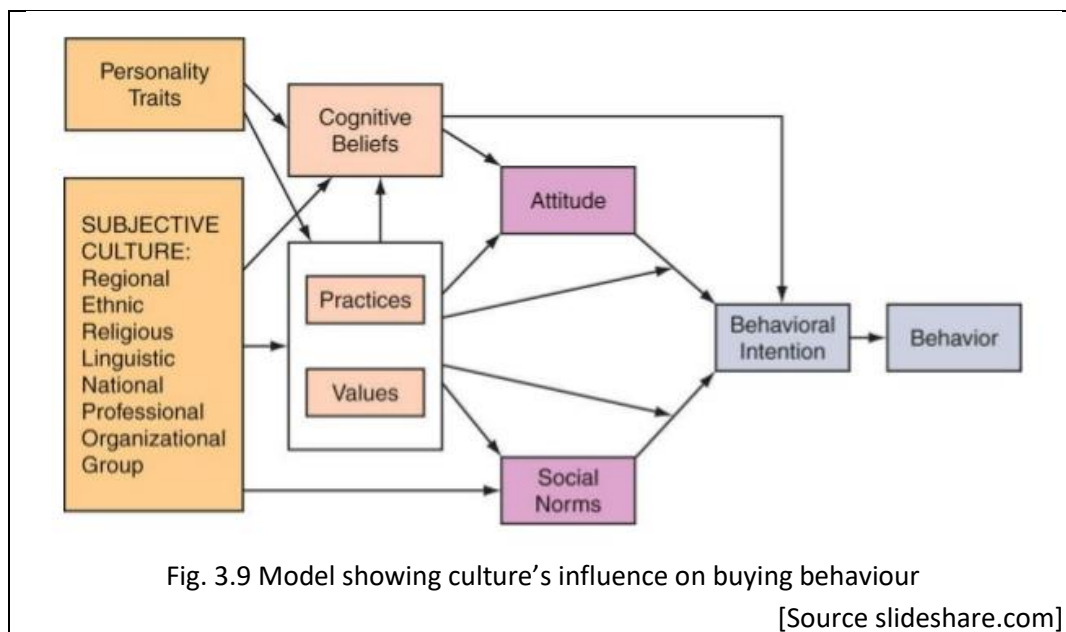 Personality
Traits
Cognitive
Beliefs
SUBJECTIVE
CULTURE:
Regional
Ethnic
Religious
Linguistic
National
Professional
Organizational
Group
Practices
Values
Attitude
Social
Norms
Behavioral
Intention
Behavior
Fig. 3.9 Model showing culture’s influence on buying behaviour
[Source slideshare.com]